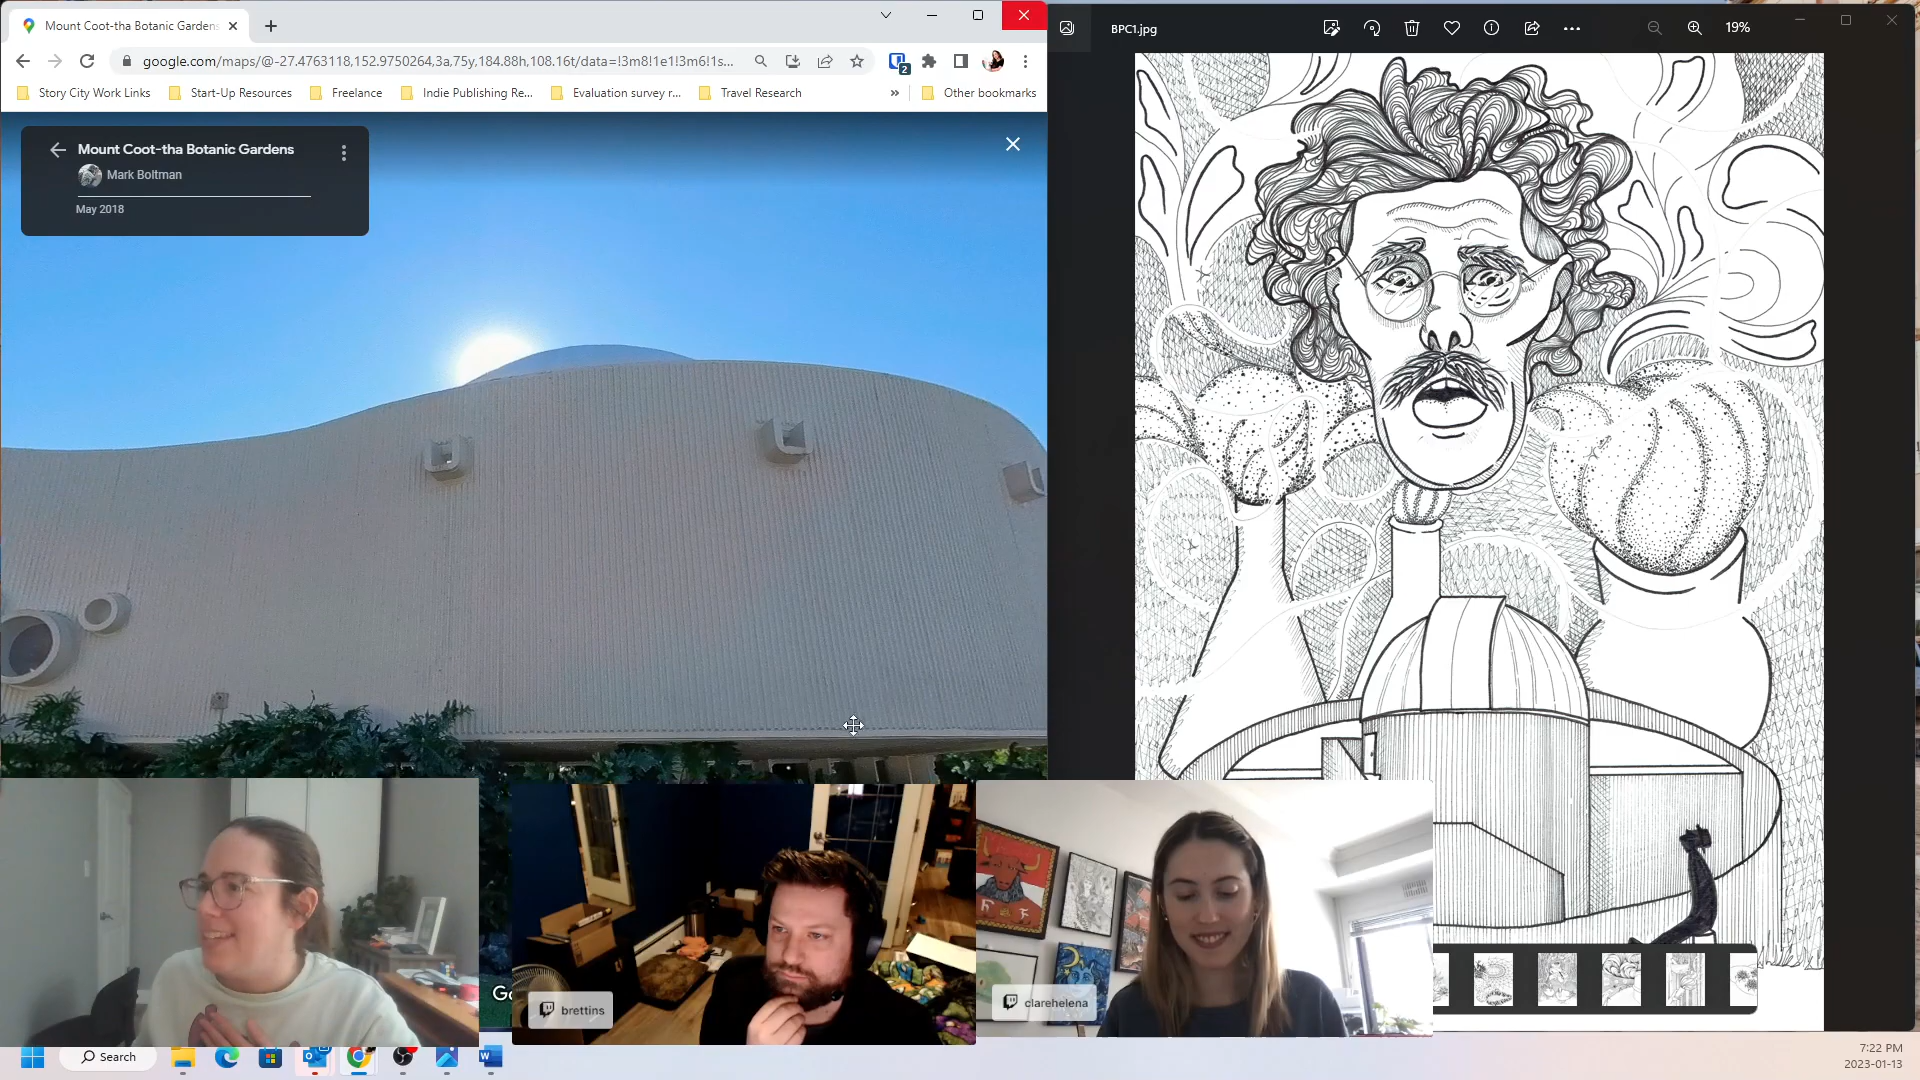 Mount Coot-tha Botanic Gardens
google.com/maps/@-27.4763118,152.9750264,3a,75y,184.88h,108.16t/data=!3m8!1e1!3m6!1s...
2
Story City Work Links
Start-Up Resources
Freelance
Indie Publishing Re...
Evaluation survey r...
Travel Research
»
Other bookmarks
Mount Coot-tha Botanic Gardens
Mark Boltman
May 2018
BPC1.jpg
19%
brettins
clarehelena
Search
7:22 PM
2023-01-13